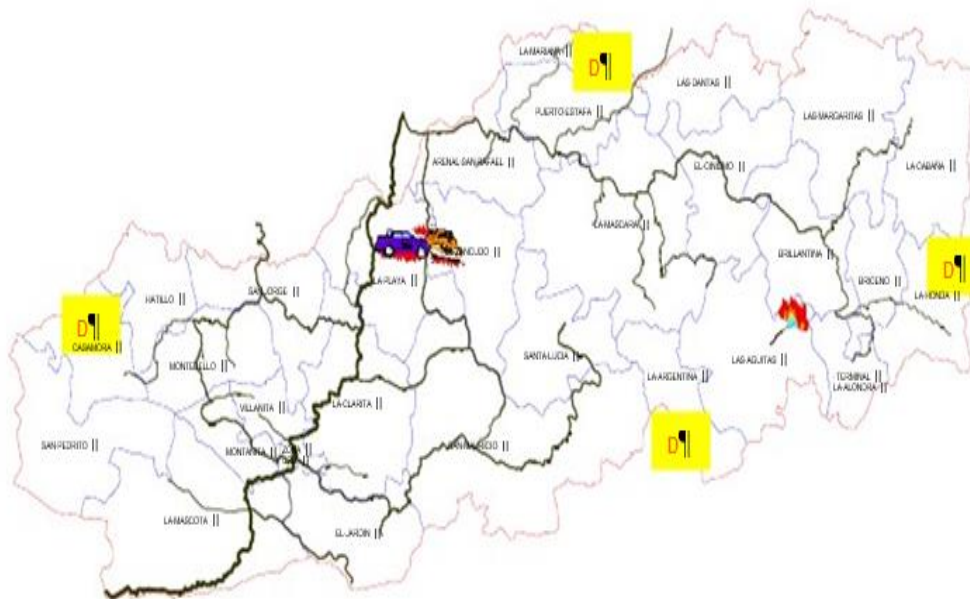 LA-MARIANA ||
D¶
LAS-DANTAS ||
PUERTO-ESTAFA ||
LAS-MARGARITAS ||
ARENAL-SAN-RAFAEL ||
LA-CABAÑA ||
LA-MASCARA ||
BRILLANTINA ||
D¶
LA-PLAYA ||
BRICEÑO ||
LA-HONDA ||
HATILLO ||
SAN-JORGE ||
D¶
CASAMORA ||
MONTEBELLO ||
SANTA-LUCIA ||
LAS-AGUITAS ||
LA-ARGENTINA ||
TERMINAL ||
LA-ALONDRA ||
VILLANITA ||
LA-CLARITA ||
SAN-PEDRITO ||
MONTAÑITA ||
SAN-MAURICIO ||
D¶
LA-MASCOTA ||
EL-JARDIN ||